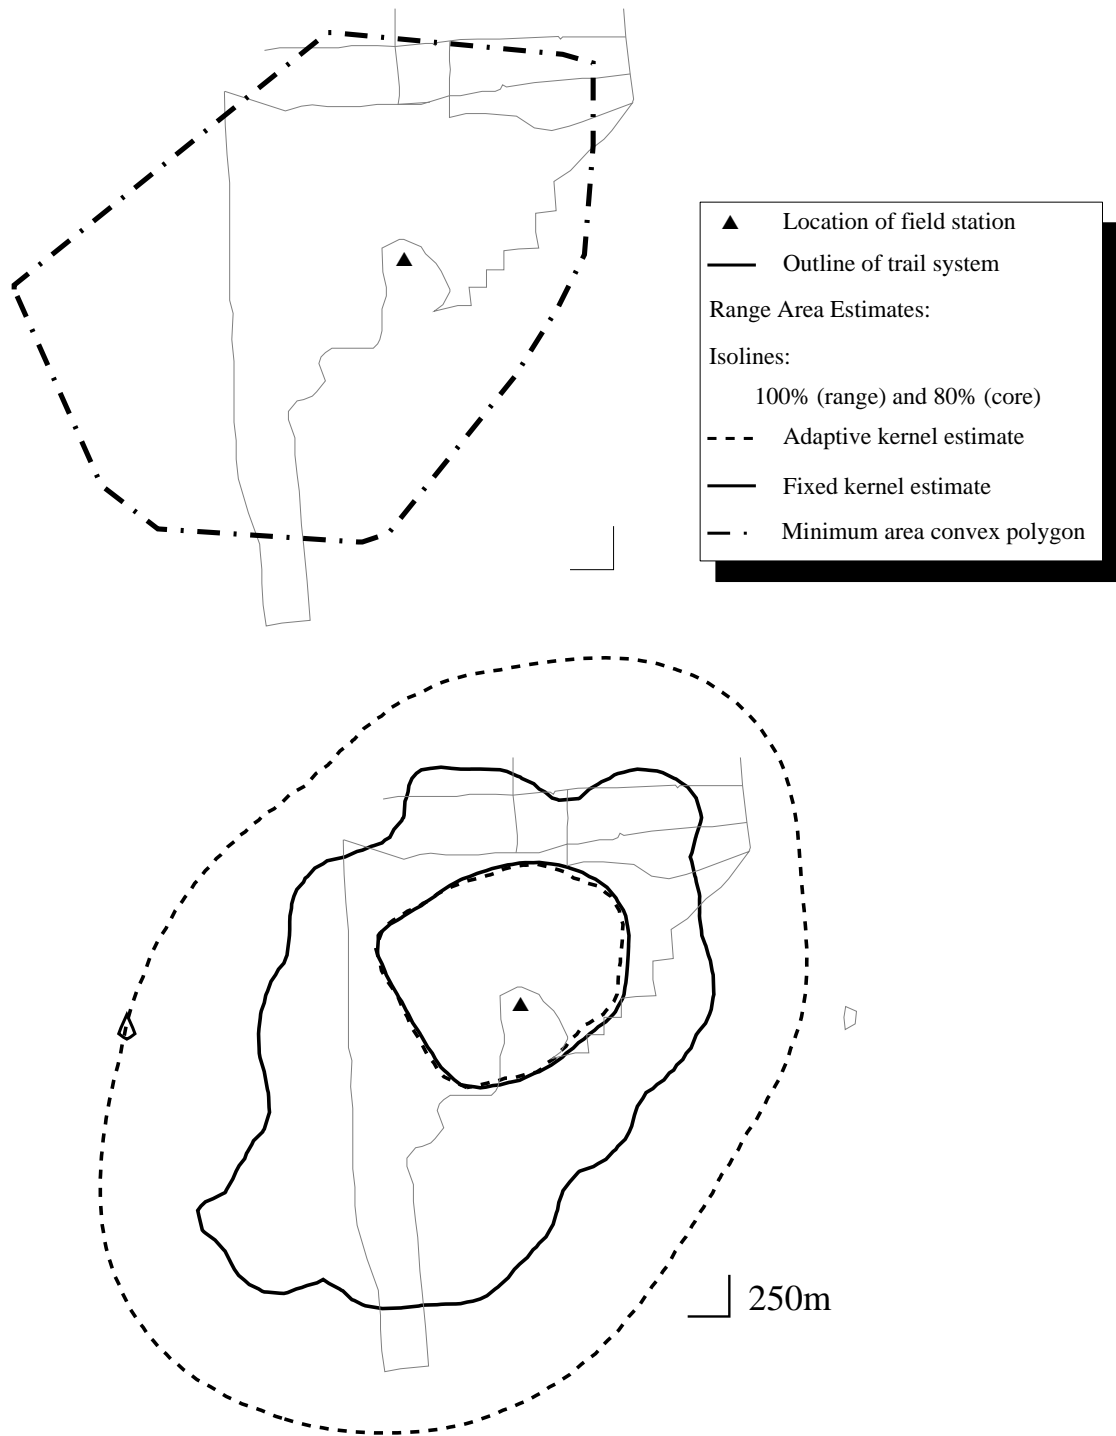 Location of field station
Outline of trail system
Range Area Estimates:
Isolines:
100% (range) and 80% (core)
Adaptive kernel estimate
Fixed kernel estimate
Minimum area convex polygon
250m